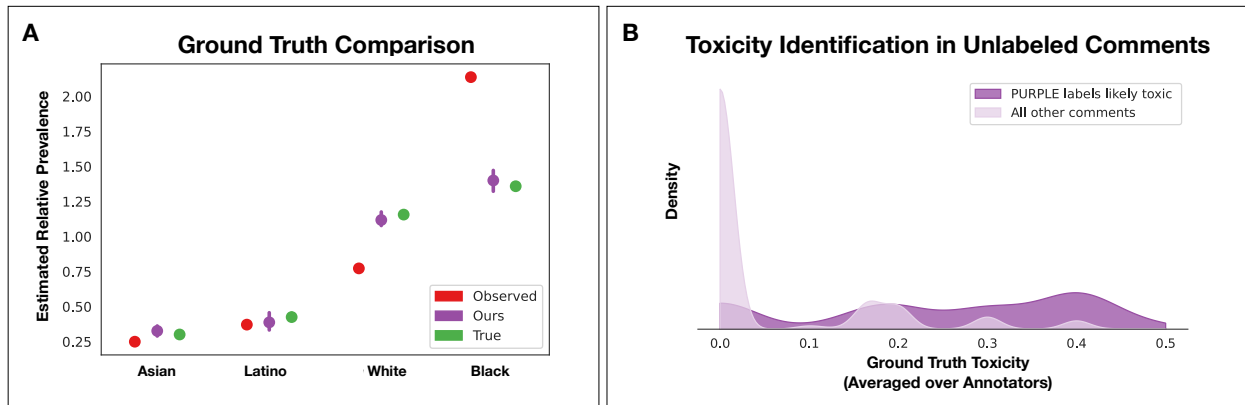 A
Ground Truth Comparison
Estimated Relative Prevalence
2.00
1.75
1.50
1.25
1.00
0.75
0.50
0.25
Observed
Ours
True
Asian Latino White Black
B
Toxicity Identification in Unlabeled Comments
PURPLE labels likely toxic
All other comments
Density
0.0 0.1 0.2 0.3 0.4 0.5
Ground Truth Toxicity
(Averaged over Annotators)